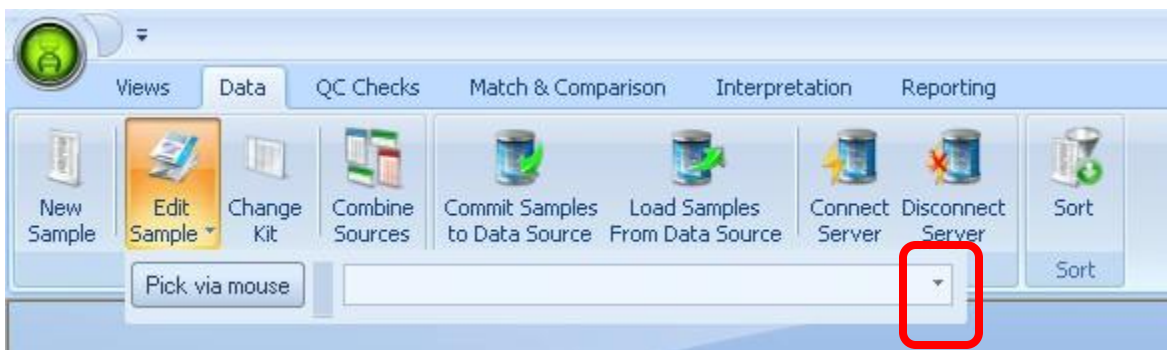 Views Data QC Checks Match & Comparison Interpretation Reporting
New Sample
Edit Sample
Change Kit
Combine Sources
Commit Samples to Data Source
Load Samples From Data Source
Connect Server
Disconnect Server
Sort
Sort
Pick via mouse